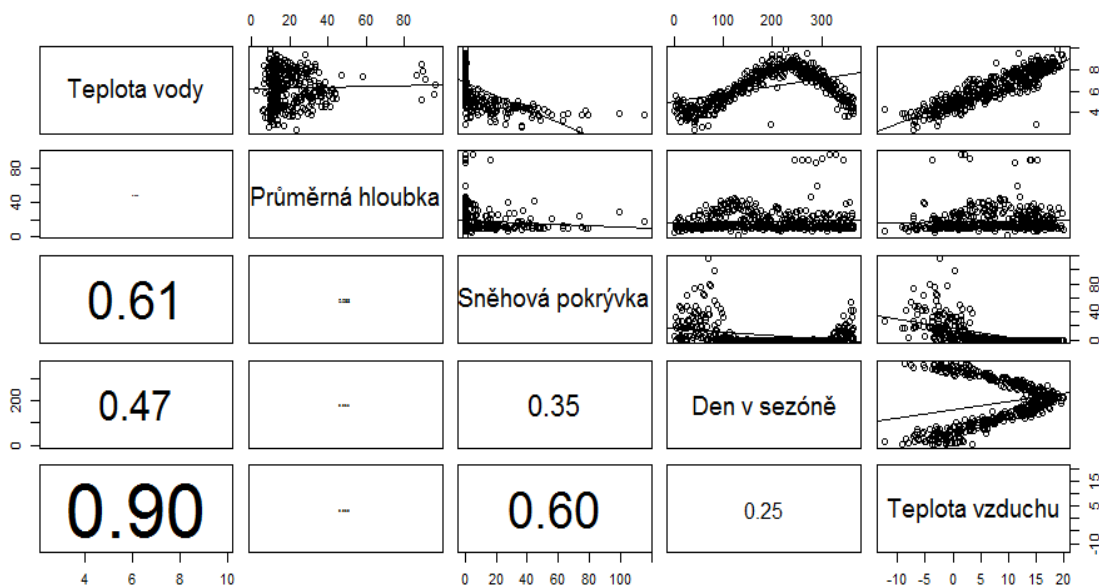 0 20 40 60 80
0 100 200 300
Teplota vody
4 6 8
0 40 80
Průměrná hloubka
0.61
Sněhová pokrývka
0 40 80
0 200
0.47
0.35
Den v sezóně
0.90
0.60
0.25
Teplota vzduchu
-10 5 15
4 6 8 10
0 20 40 60 80 100
-10 -5 0 5 10 15 20